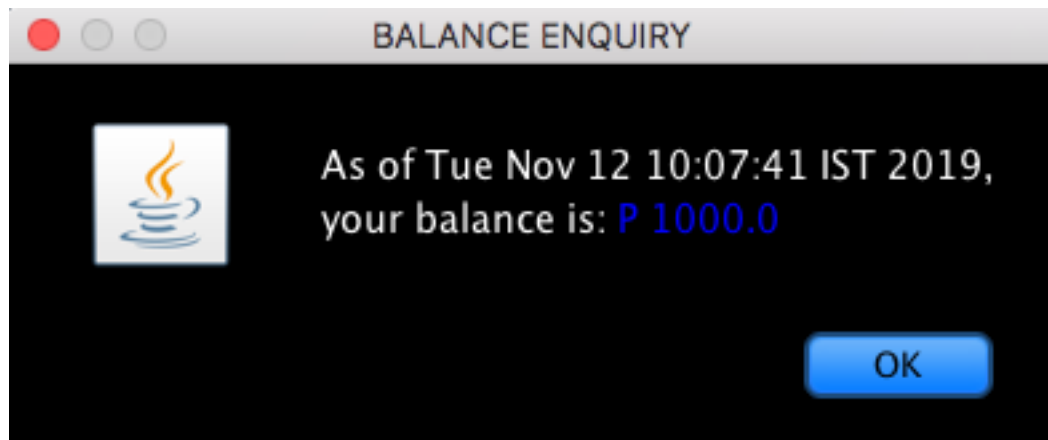 BALANCE ENQUIRY
As of Tue Nov 12 10:07:41 IST 2019,
your balance is: P 1000.0
OK